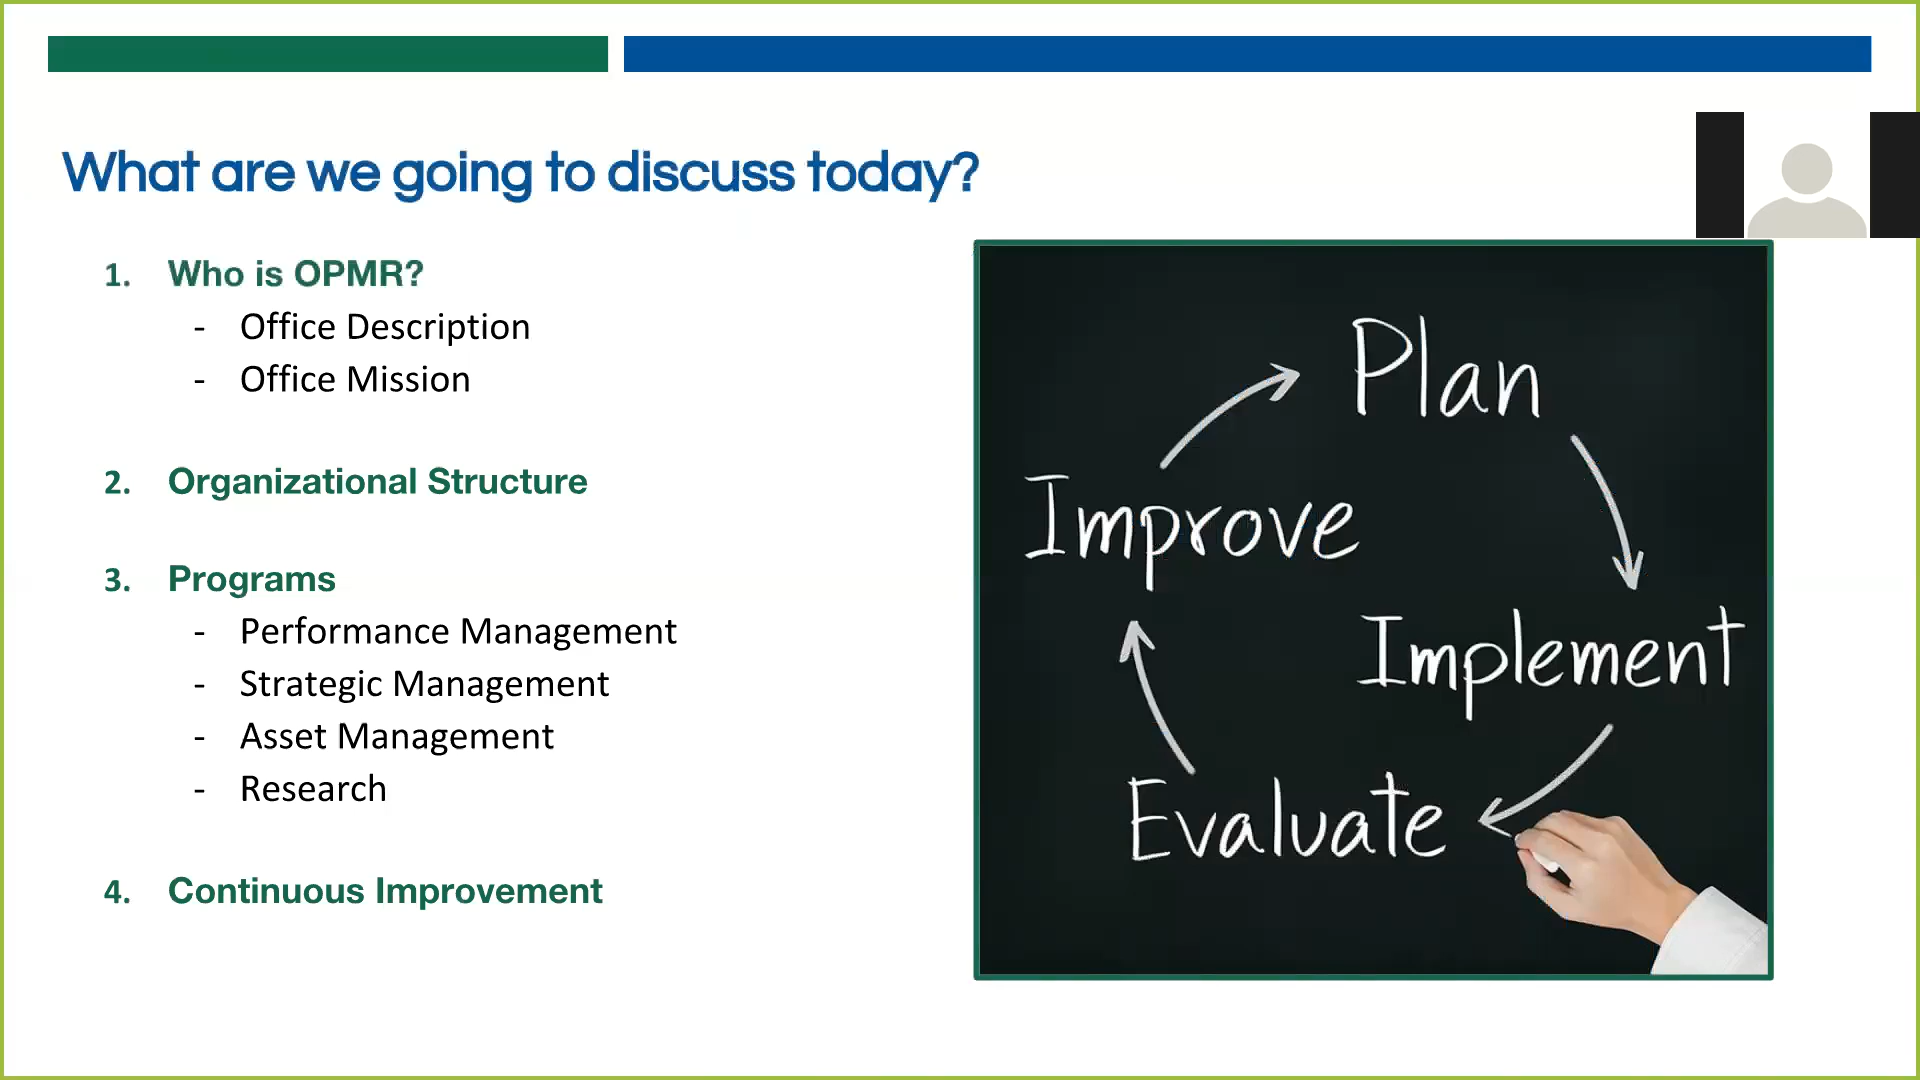 What are we going to discuss today?
1. Who is OPMR?
- Office Description
- Office Mission
2. Organizational Structure
3. Programs
- Performance Management
- Strategic Management
- Asset Management
- Research
4. Continuous Improvement
Plan
Improve
Implement
Evaluate